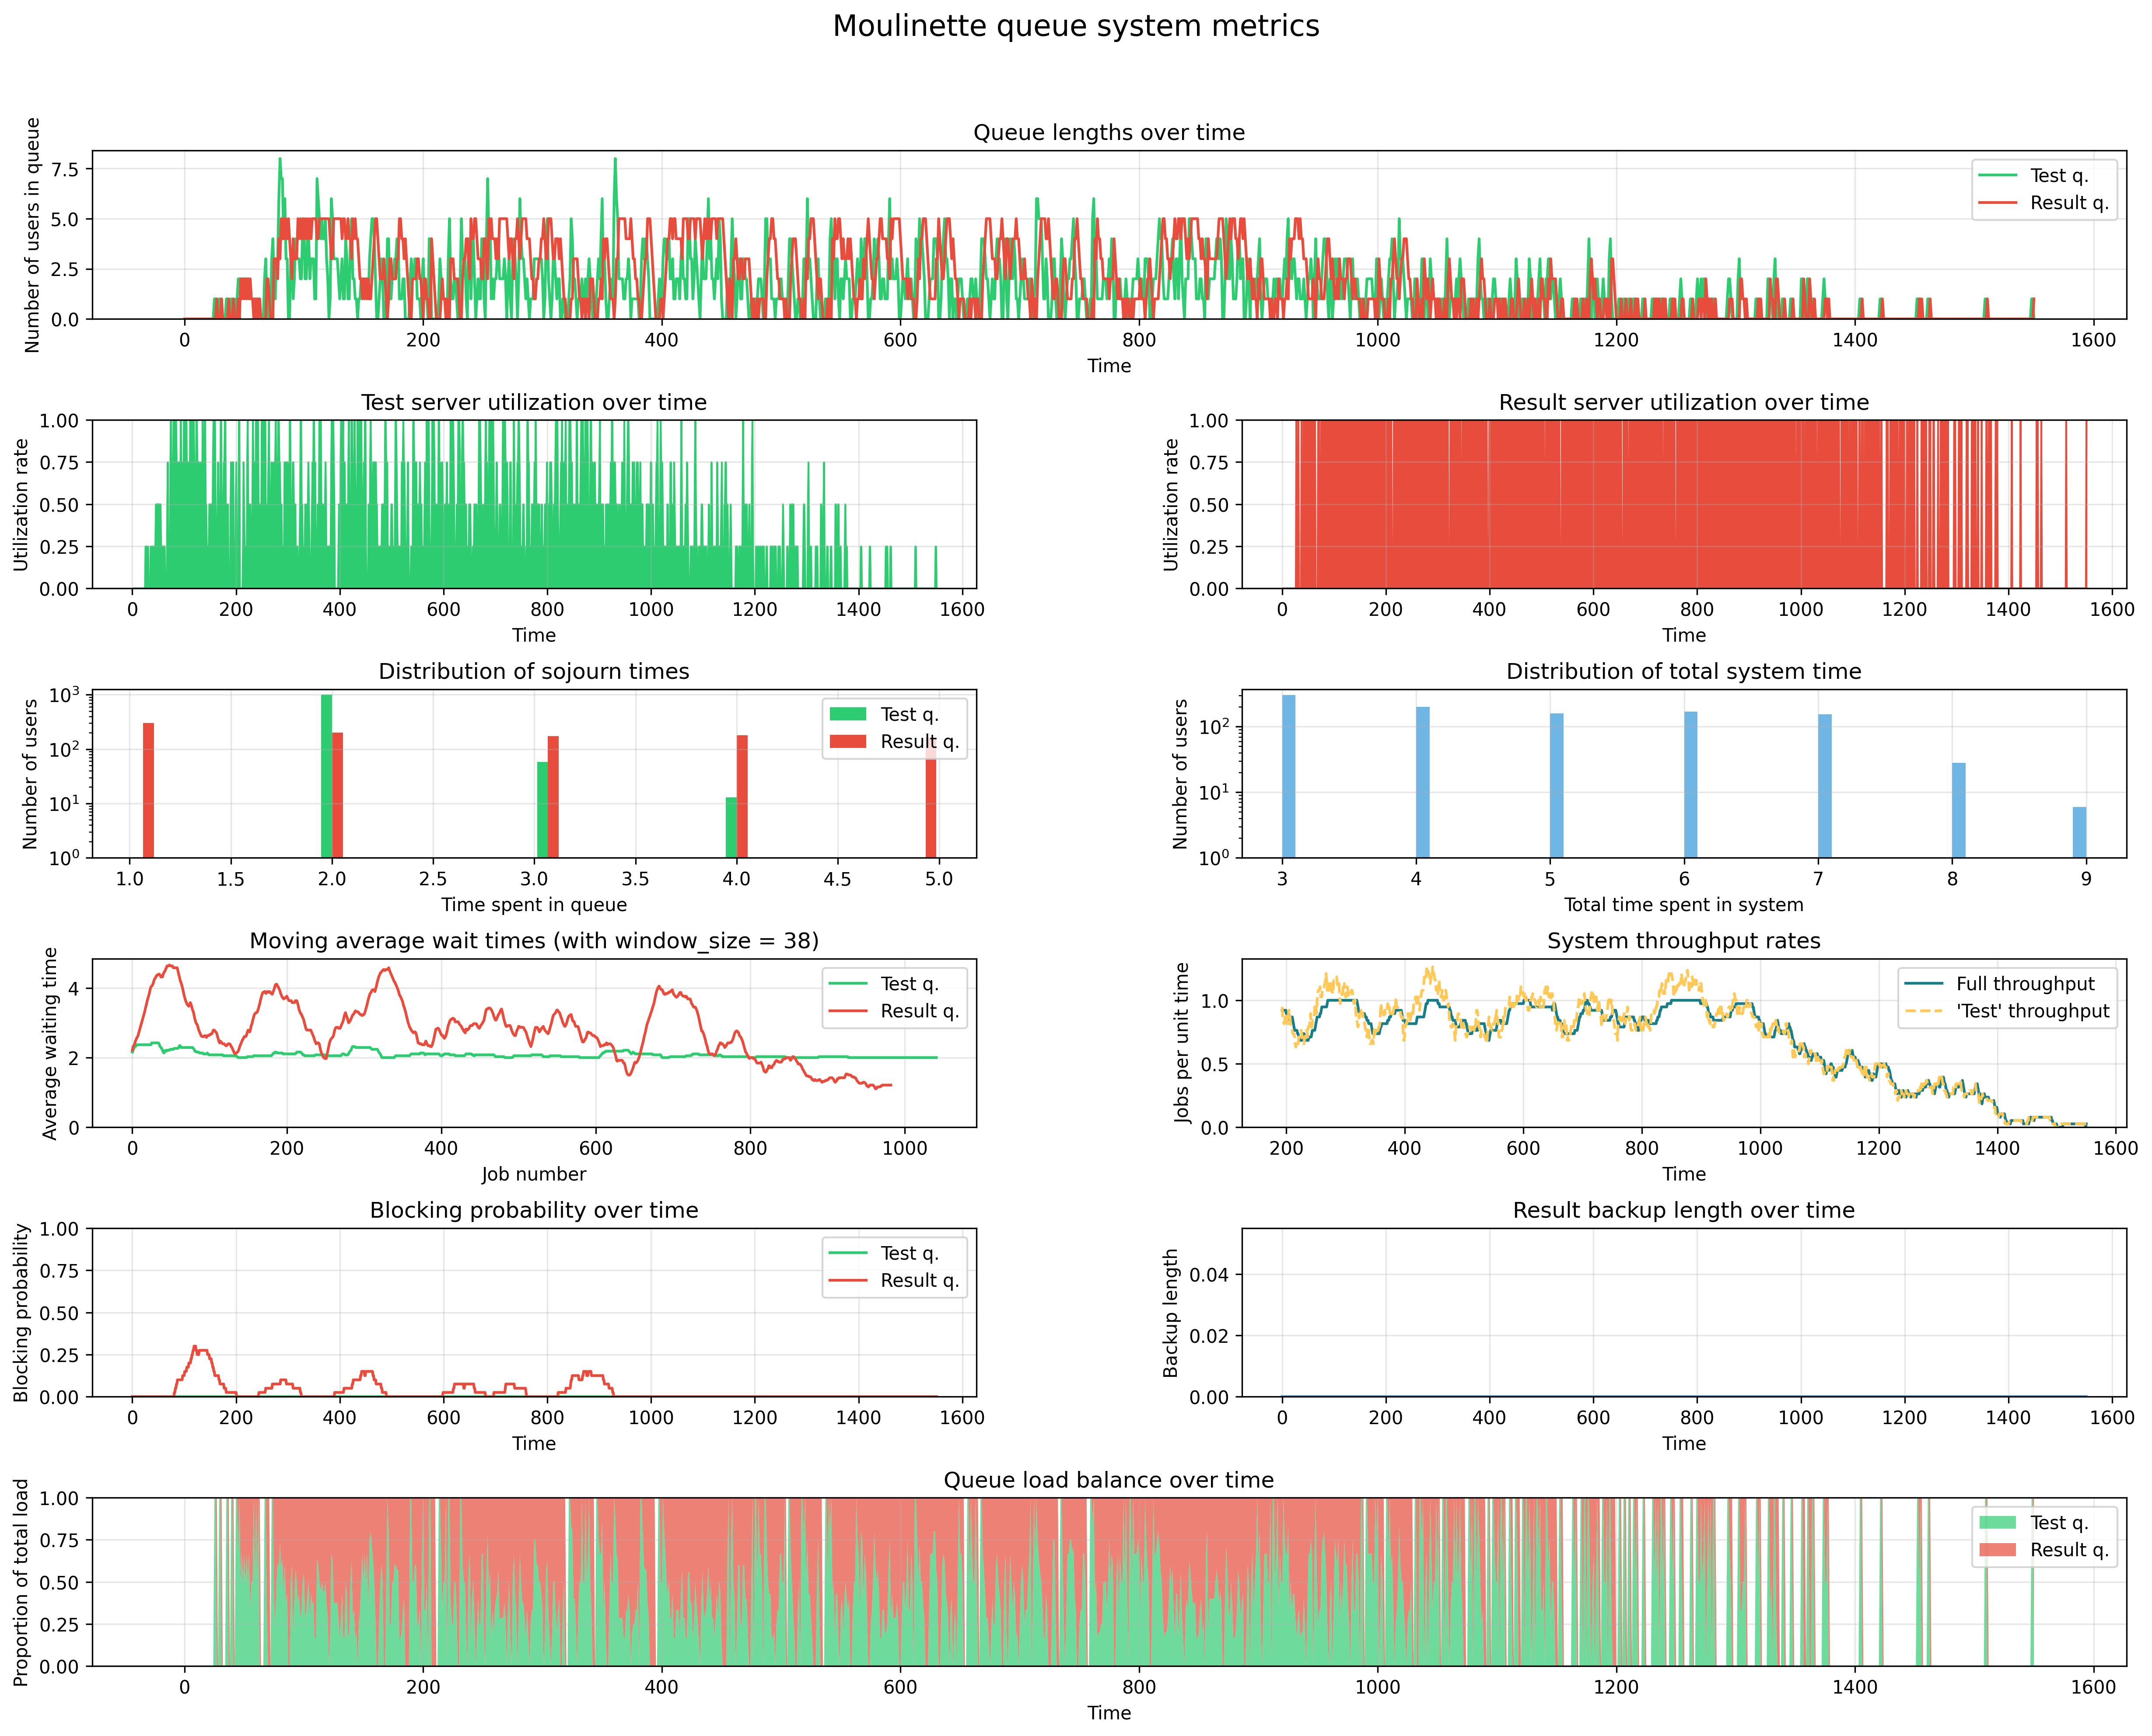 Moulinette queue system metrics
Queue lengths over time
Number of users in queue
7.5
5.0
2.5
0.0
Test q.
Result q.
0 200 400 600 800 1000 1200 1400 1600
Time
Test server utilization over time
Utilization rate
1.00
0.75
0.50
0.25
0.00
0 200 400 600 800 1000 1200 1400 1600
Time
Result server utilization over time
Utilization rate
1.00
0.75
0.50
0.25
0.00
0 200 400 600 800 1000 1200 1400 1600
Time
Distribution of sojourn times
Number of users
10³
10²
10¹
10⁰
Test q.
Result q.
1.0 1.5 2.0 2.5 3.0 3.5 4.0 4.5 5.0
Time spent in queue
Distribution of total system time
Number of users
10²
10¹
10⁰
3 4 5 6 7 8 9
Total time spent in system
Moving average wait times (with window_size = 38)
Average waiting time
4
2
0
Test q.
Result q.
0 200 400 600 800 1000
Job number
System throughput rates
Jobs per unit time
1.0
0.5
0.0
Full throughput
'Test' throughput
200 400 600 800 1000 1200 1400 1600
Time
Blocking probability over time
Blocking probability
1.00
0.75
0.50
0.25
0.00
Test q.
Result q.
0 200 400 600 800 1000 1200 1400 1600
Time
Result backup length over time
Backup length
0.04
0.02
0.00
0 200 400 600 800 1000 1200 1400 1600
Time
Queue load balance over time
Proportion of total load
1.00
0.75
0.50
0.25
0.00
Test q.
Result q.
0 200 400 600 800 1000 1200 1400 1600
Time